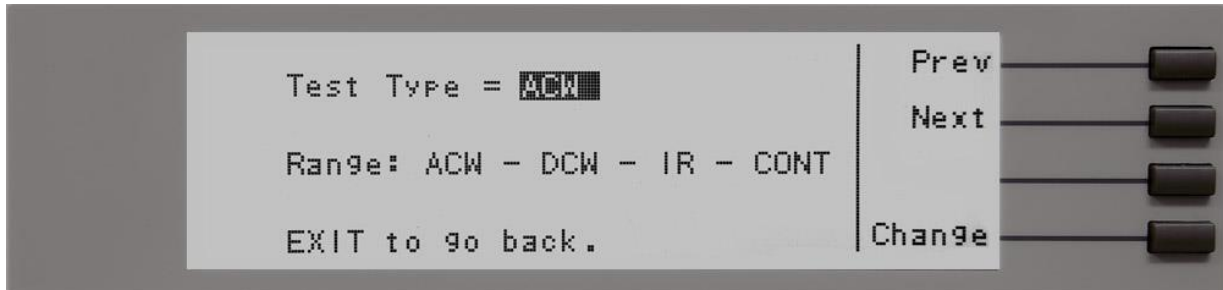 Test Type = ACW
Range: ACW - DCW - IR - CONT
EXIT to go back.
Prev
Next
Change